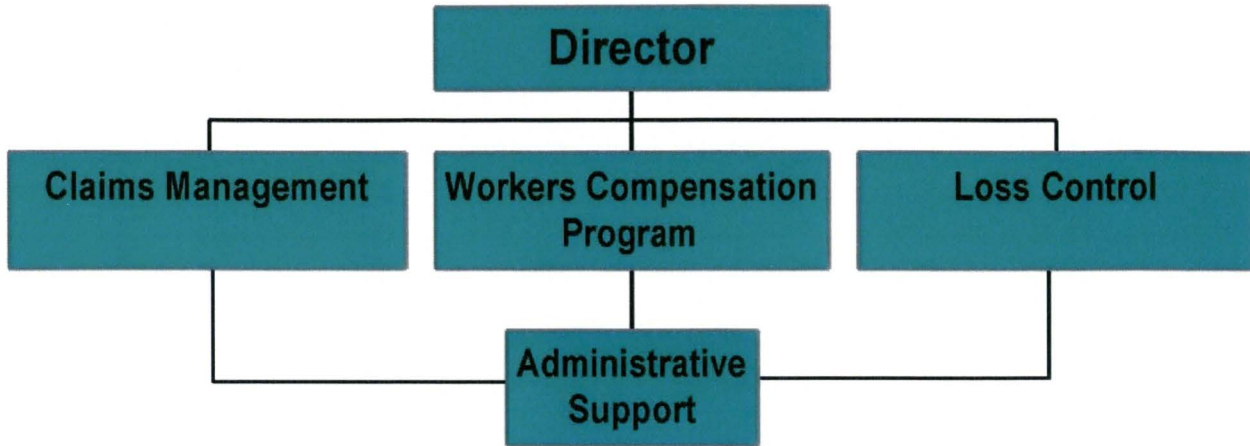 Director
Claims Management
Workers Compensation
Program
Loss Control
Administrative
Support